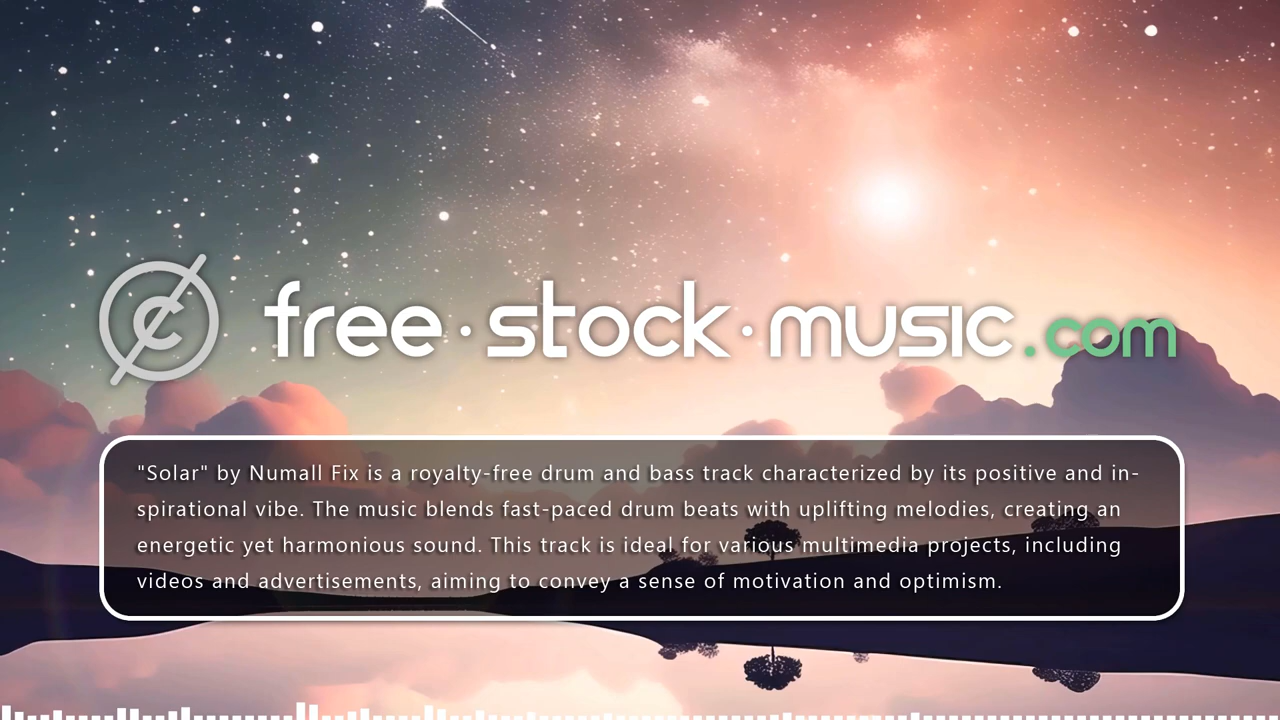 free·stock·music.com
"Solar" by Numall Fix is a royalty-free drum and bass track characterized by its positive and in-
spirational vibe. The music blends fast-paced drum beats with uplifting melodies, creating an
energetic yet harmonious sound. This track is ideal for various multimedia projects, including
videos and advertisements, aiming to convey a sense of motivation and optimism.